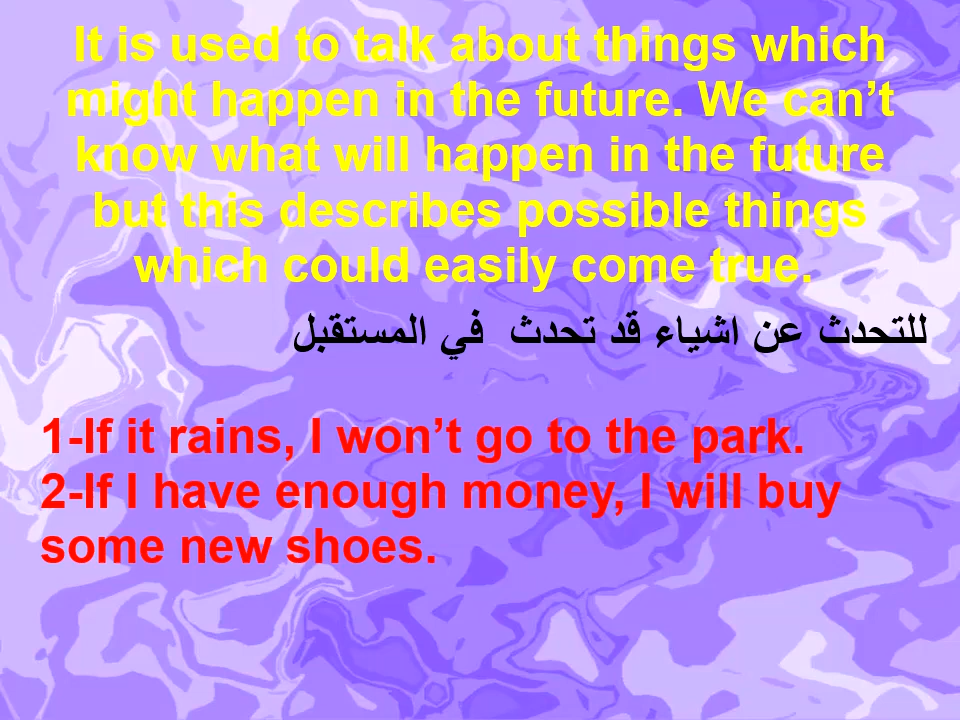 It is used to talk about things which
might happen in the future. We can’t
know what will happen in the future
but this describes possible things
which could easily come true.
للتحدث عن اشياء قد تحدث  في المستقبل
1-If it rains, I won’t go to the park.
2-If I have enough money, I will buy
some new shoes.